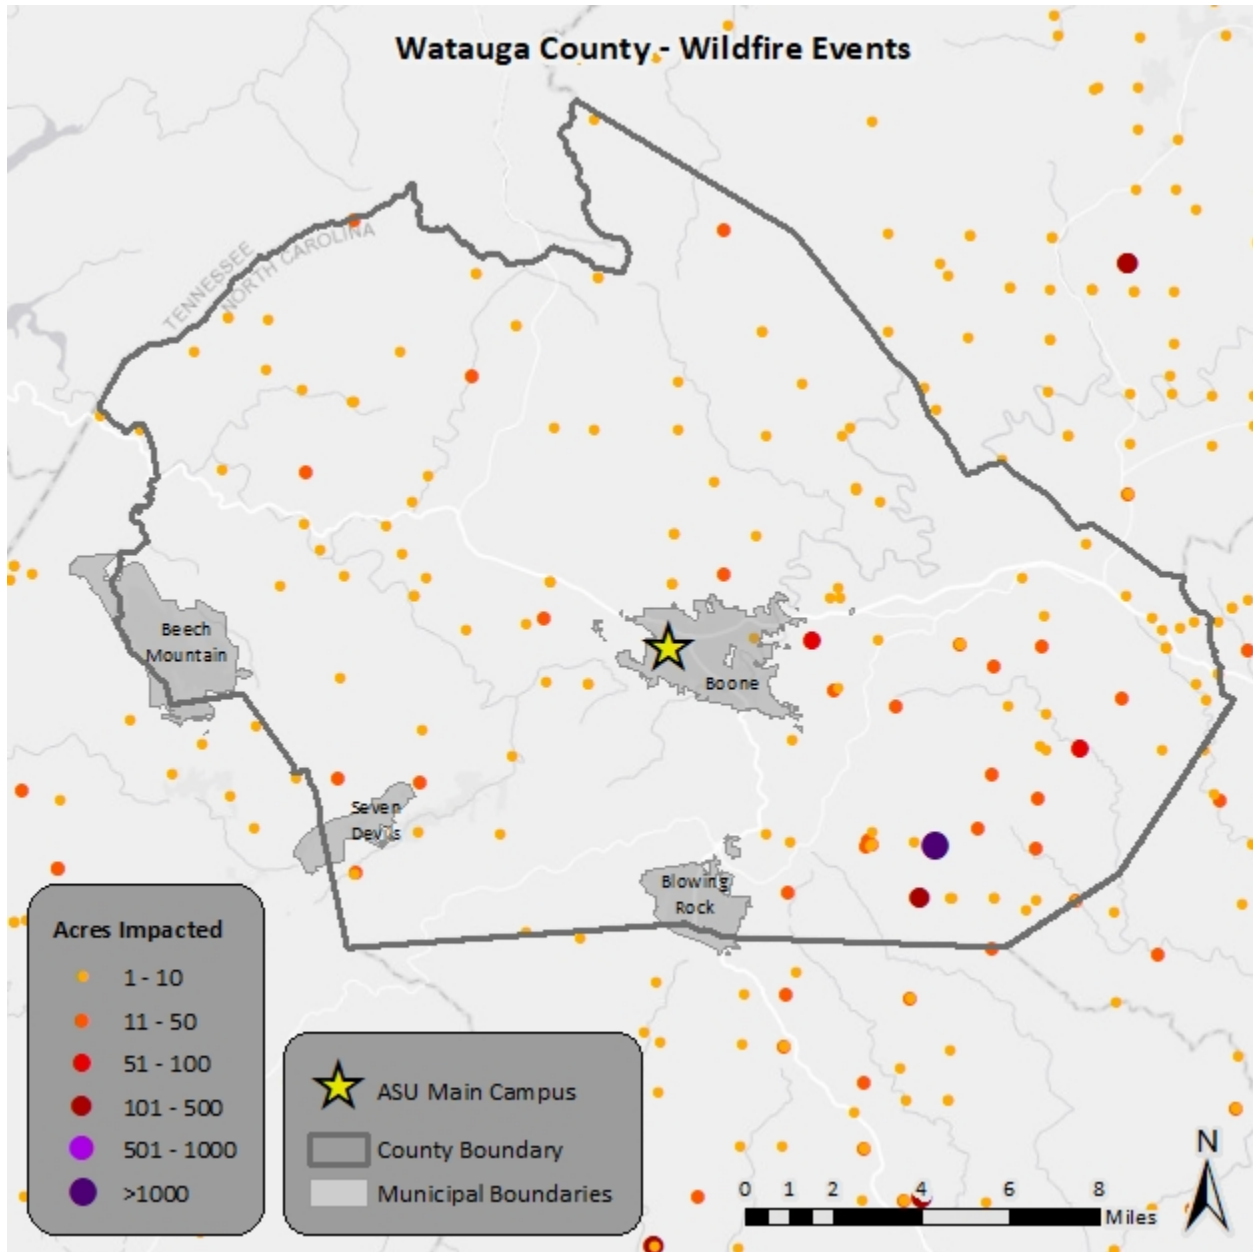 Watauga County - Wildfire Events
TENNESSEE
NORTH CAROLINA
Beech
Mountain
Boone
Seven
Devils
Blowing
Rock
Acres Impacted
1 - 10
11 - 50
51 - 100
101 - 500
501 - 1000
>1000
ASU Main Campus
County Boundary
Municipal Boundaries
N
0 1 2 4 6 8
Miles